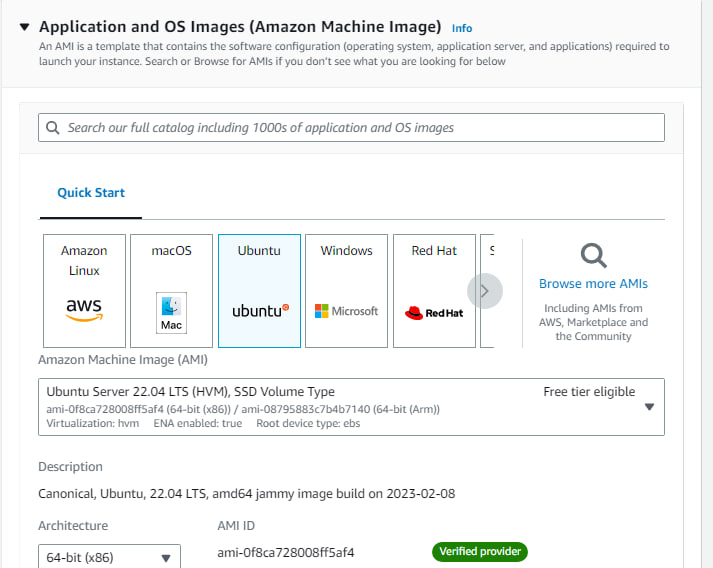 Application and OS Images (Amazon Machine Image) Info
An AMI is a template that contains the software configuration (operating system, application server, and applications) required to
launch your instance. Search or Browse for AMIs if you don't see what you are looking for below
Search our full catalog including 1000s of application and OS images
Quick Start
Amazon
Linux
aws
macOS
Mac
Ubuntu
ubuntu
Windows
Microsoft
Red Hat
Red Hat
S
Browse more AMIs
Including AMIs from
AWS, Marketplace and
the Community
Amazon Machine Image (AMI)
Ubuntu Server 22.04 LTS (HVM), SSD Volume Type Free tier eligible
ami-0f8ca728008ff5af4 (64-bit (x86)) / ami-08795883c7b4b7140 (64-bit (Arm))
Virtualization: hvm ENA enabled: true Root device type: ebs
Description
Canonical, Ubuntu, 22.04 LTS, amd64 jammy image build on 2023-02-08
Architecture AMI ID
64-bit (x86) ami-0f8ca728008ff5af4 Verified provider